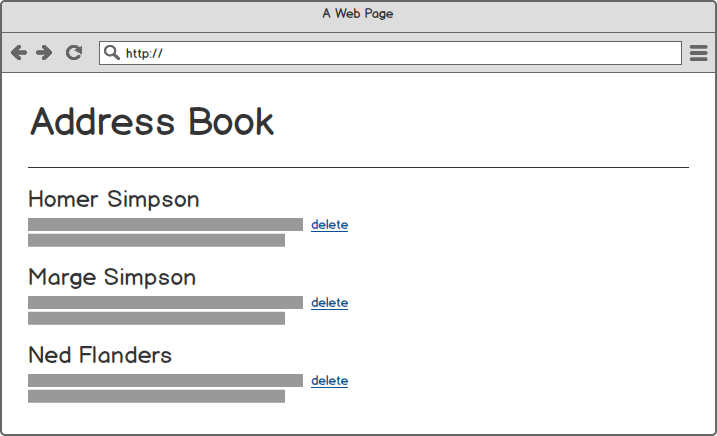 A Web Page
http://
Address Book
Homer Simpson
delete
Marge Simpson
delete
Ned Flanders
delete